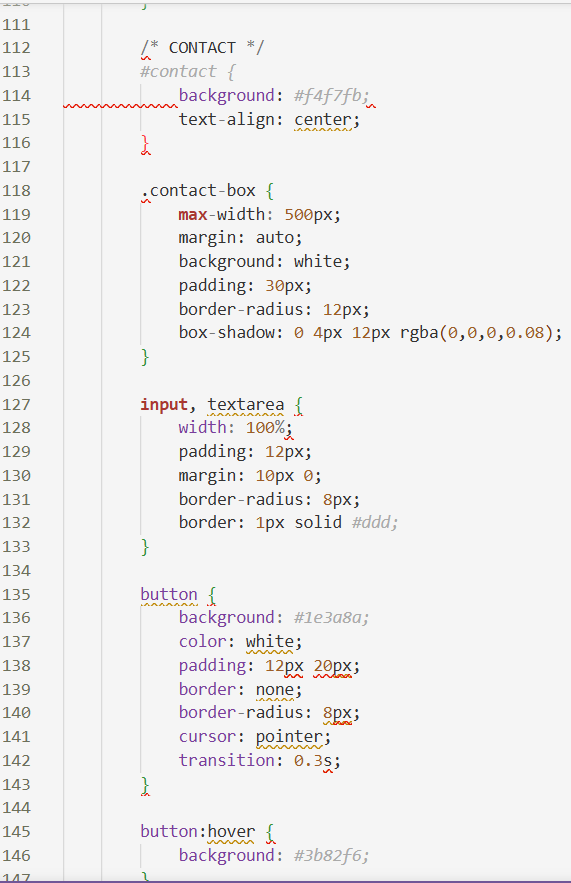 111
112 /* CONTACT */
113 #contact {
114 background: #f4f7fb;
115 text-align: center;
116 }
117
118 .contact-box {
119 max-width: 500px;
120 margin: auto;
121 background: white;
122 padding: 30px;
123 border-radius: 12px;
124 box-shadow: 0 4px 12px rgba(0,0,0,0.08);
125 }
126
127 input, textarea {
128 width: 100%;
129 padding: 12px;
130 margin: 10px 0;
131 border-radius: 8px;
132 border: 1px solid #ddd;
133 }
134
135 button {
136 background: #1e3a8a;
137 color: white;
138 padding: 12px 20px;
139 border: none;
140 border-radius: 8px;
141 cursor: pointer;
142 transition: 0.3s;
143 }
144
145 button:hover {
146 background: #3b82f6;
147 }